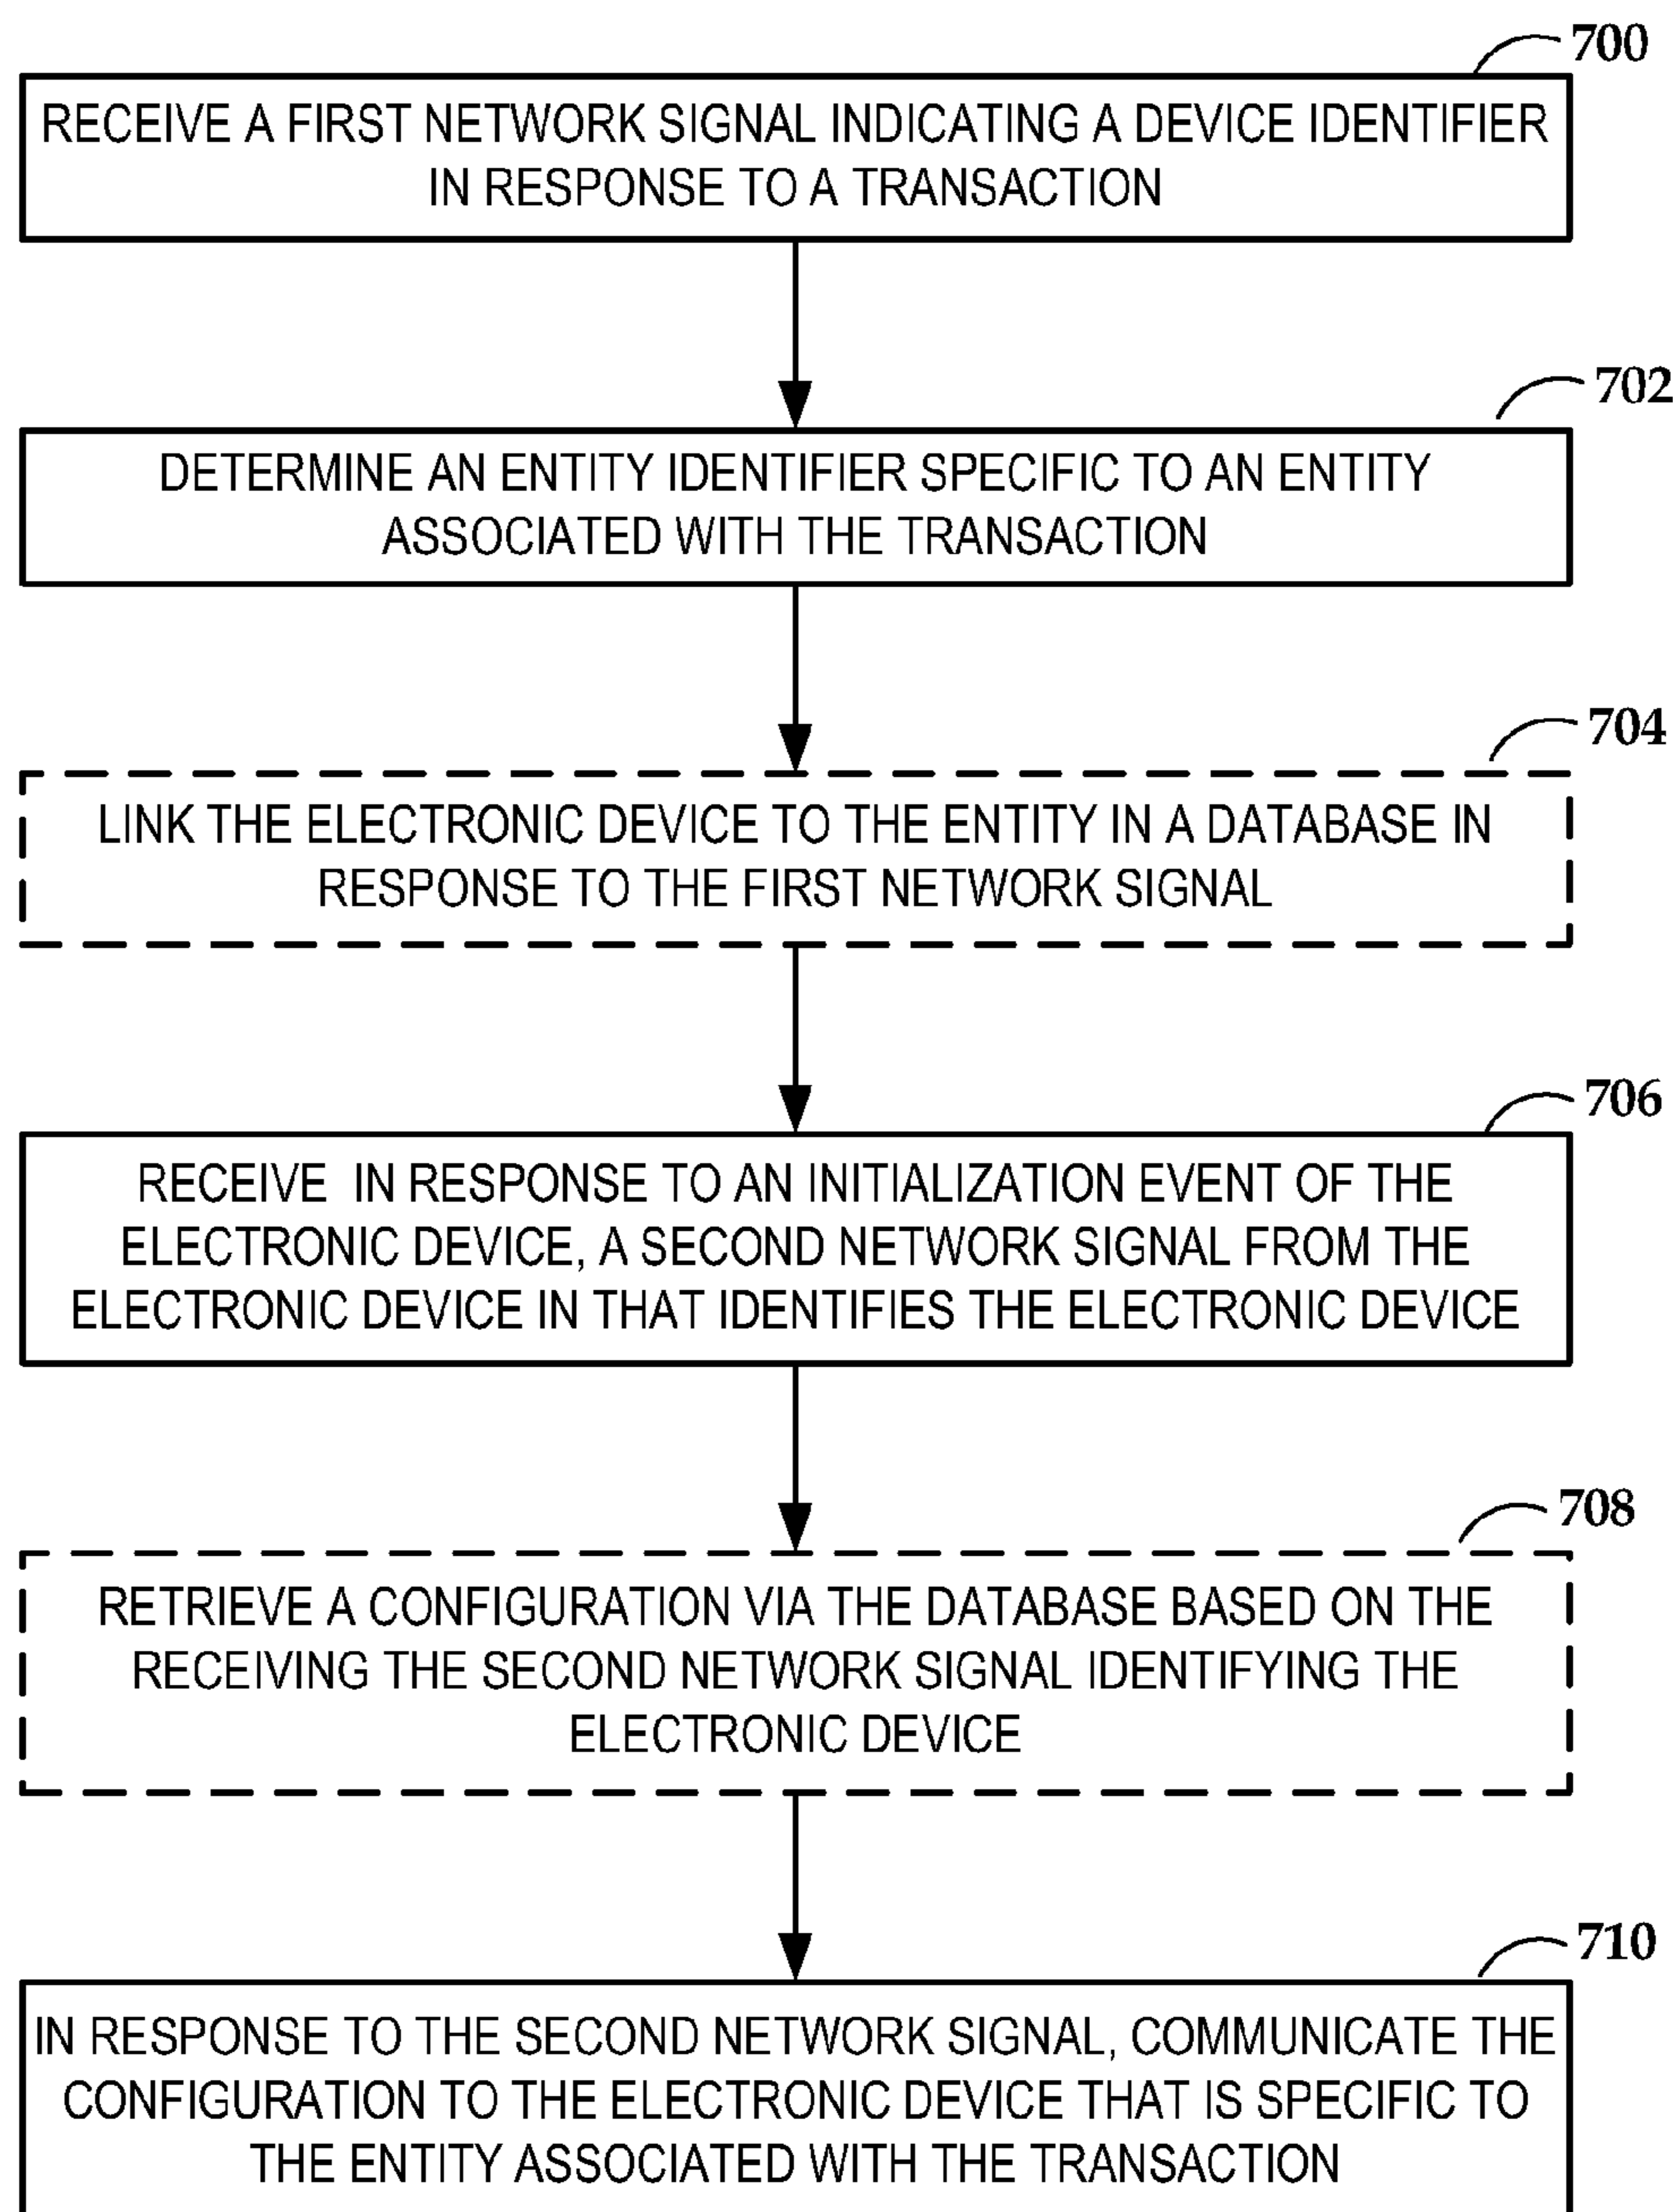 700
RECEIVE A FIRST NETWORK SIGNAL INDICATING A DEVICE IDENTIFIER
IN RESPONSE TO A TRANSACTION
702
DETERMINE AN ENTITY IDENTIFIER SPECIFIC TO AN ENTITY
ASSOCIATED WITH THE TRANSACTION
704
LINK THE ELECTRONIC DEVICE TO THE ENTITY IN A DATABASE IN
RESPONSE TO THE FIRST NETWORK SIGNAL
706
RECEIVE IN RESPONSE TO AN INITIALIZATION EVENT OF THE
ELECTRONIC DEVICE, A SECOND NETWORK SIGNAL FROM THE
ELECTRONIC DEVICE IN THAT IDENTIFIES THE ELECTRONIC DEVICE
708
RETRIEVE A CONFIGURATION VIA THE DATABASE BASED ON THE
RECEIVING THE SECOND NETWORK SIGNAL IDENTIFYING THE
ELECTRONIC DEVICE
710
IN RESPONSE TO THE SECOND NETWORK SIGNAL, COMMUNICATE THE
CONFIGURATION TO THE ELECTRONIC DEVICE THAT IS SPECIFIC TO
THE ENTITY ASSOCIATED WITH THE TRANSACTION